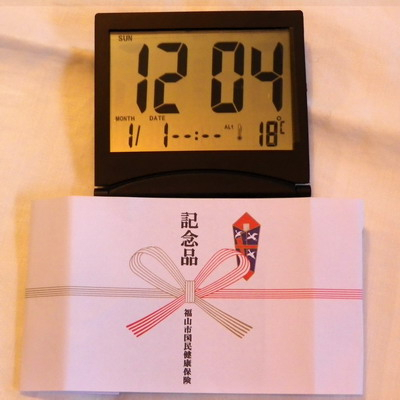 SUN
12 04
MONTH DATE
1/ 1 --:-- AL1 18°C
記念品
福山市国民健康保険